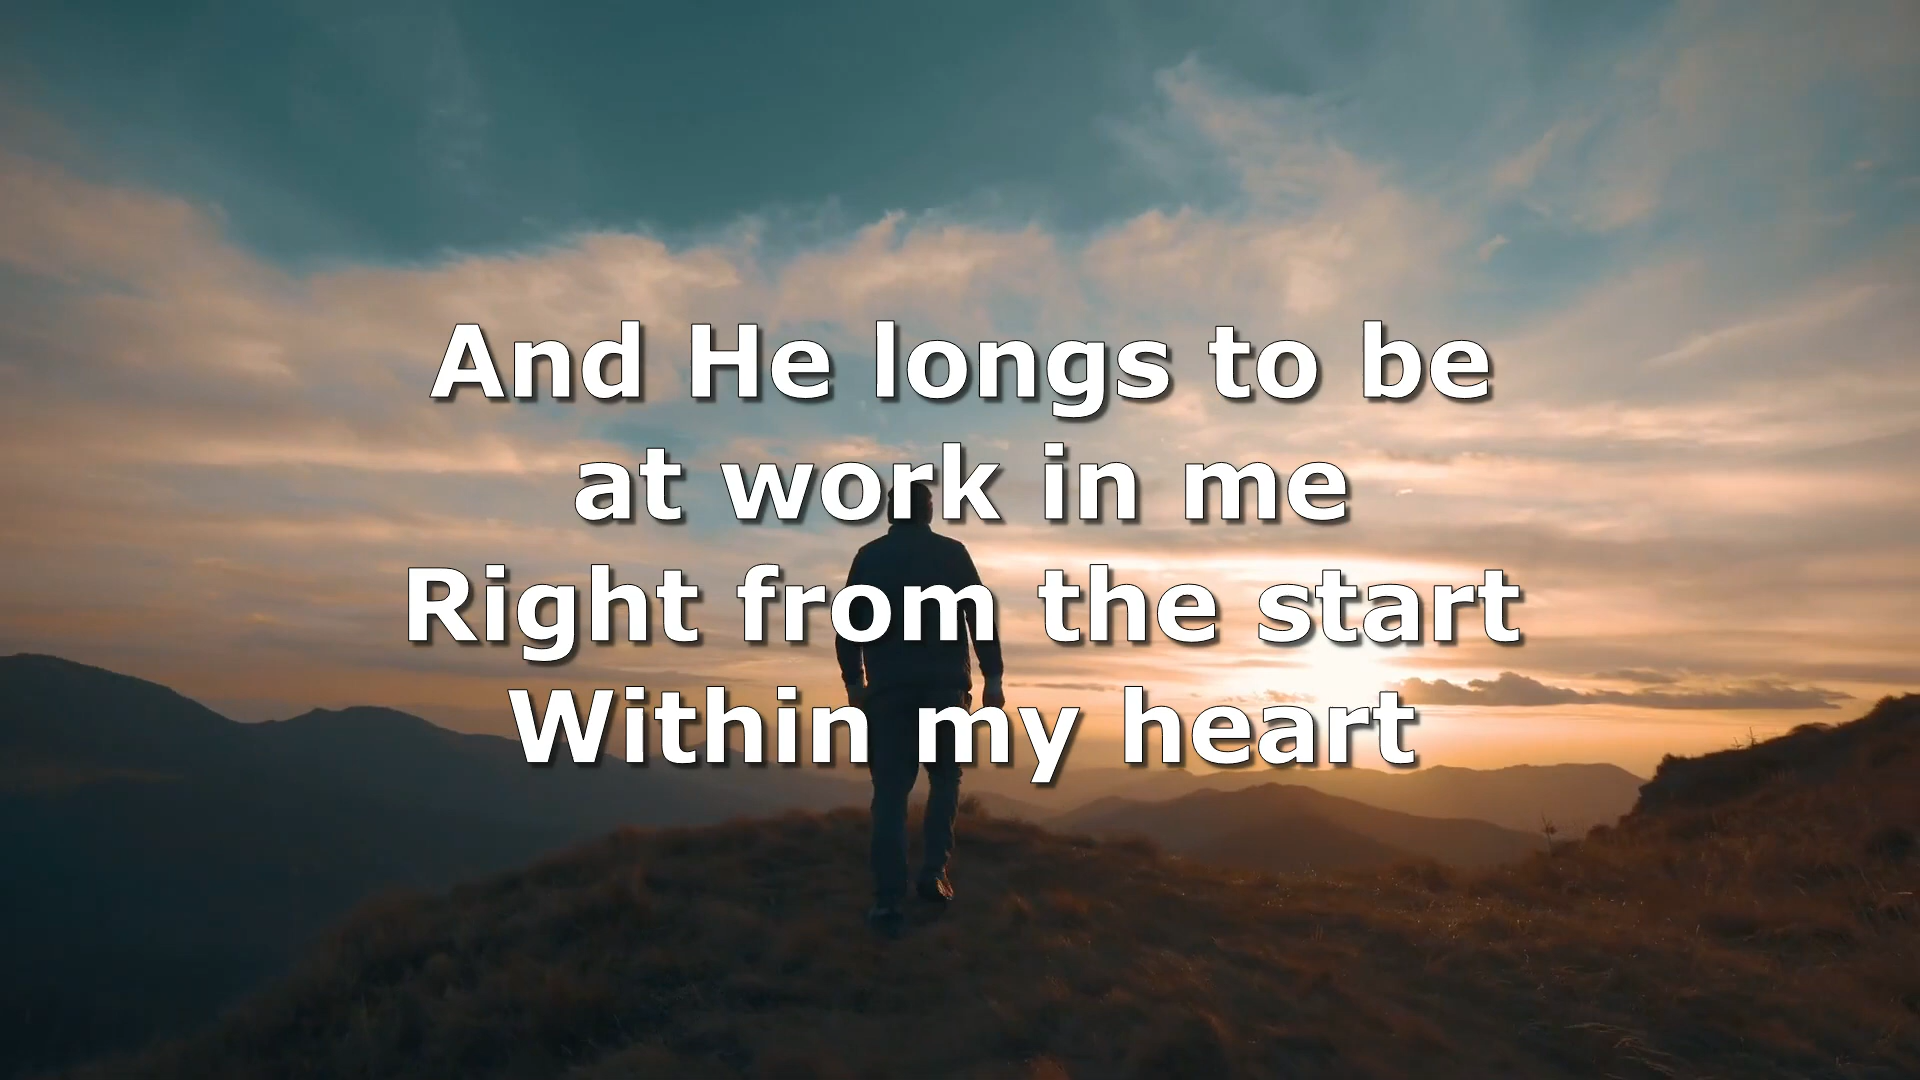 And He longs to be
at work in me
Right from the start
Within my heart